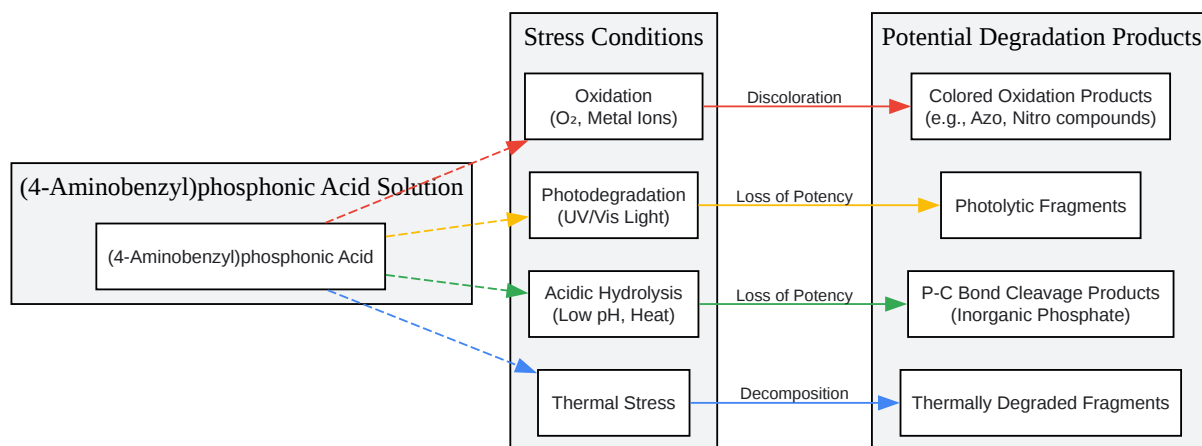 (4-Aminobenzyl)phosphonic Acid Solution
(4-Aminobenzyl)phosphonic Acid
Stress Conditions
Oxidation
(O₂, Metal Ions)
Photodegradation
(UV/Vis Light)
Acidic Hydrolysis
(Low pH, Heat)
Thermal Stress
Discoloration
Loss of Potency
Loss of Potency
Decomposition
Potential Degradation Products
Colored Oxidation Products
(e.g., Azo, Nitro compounds)
Photolytic Fragments
P-C Bond Cleavage Products
(Inorganic Phosphate)
Thermally Degraded Fragments